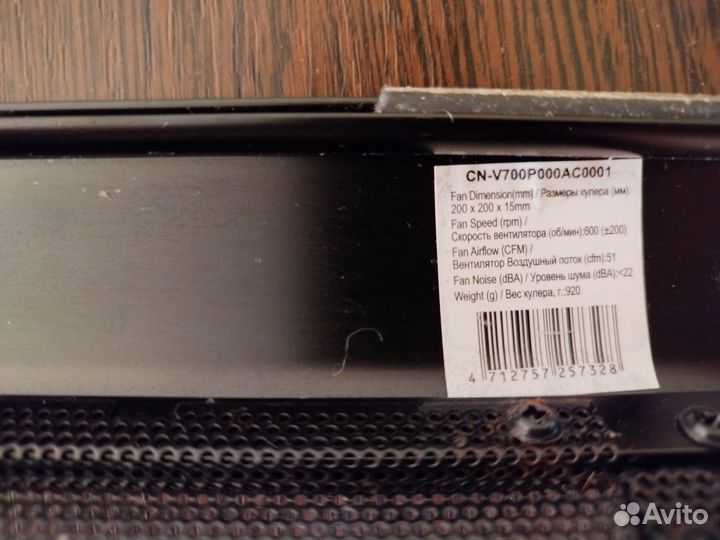 CN-V700P000AC0001
Fan Dimension(mm) / Размеры кулера (мм):
200 x 200 x 15mm
Fan Speed (rpm) /
Скорость вентилятора (об/мин):600 (±200)
Fan Airflow (CFM) /
Вентилятор Воздушный поток (cfm):51
Fan Noise (dBA) / Уровень шума (dBA):<22
Weight (g) / Вес кулера, г.:920
4 712757 257328
Avito